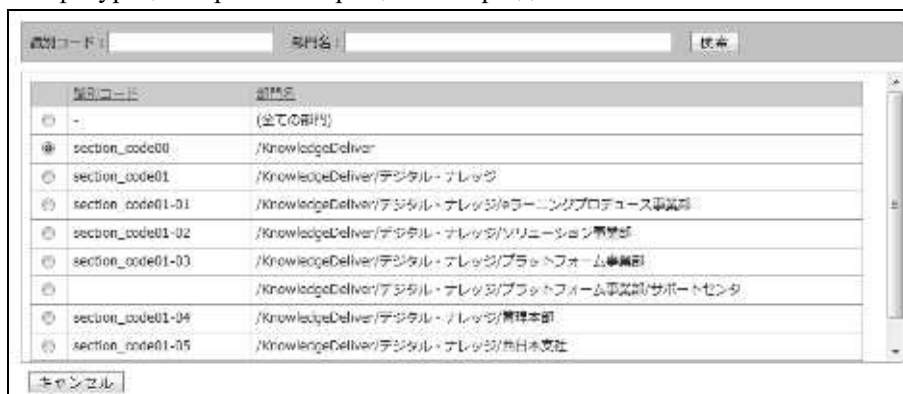 識別コード： 部門名： 検索
識別コード 部門名
- (全ての部門)
section_code00 /KnowledgeDeliver
section_code01 /KnowledgeDeliver/デジタル・ナレッジ
section_code01-01 /KnowledgeDeliver/デジタル・ナレッジ/eラーニングプロデュース事業部
section_code01-02 /KnowledgeDeliver/デジタル・ナレッジ/ソリューション事業部
section_code01-03 /KnowledgeDeliver/デジタル・ナレッジ/プラットフォーム事業部
/KnowledgeDeliver/デジタル・ナレッジ/プラットフォーム事業部/サポートセンタ
section_code01-04 /KnowledgeDeliver/デジタル・ナレッジ/管理本部
section_code01-05 /KnowledgeDeliver/デジタル・ナレッジ/西日本支社
キャンセル